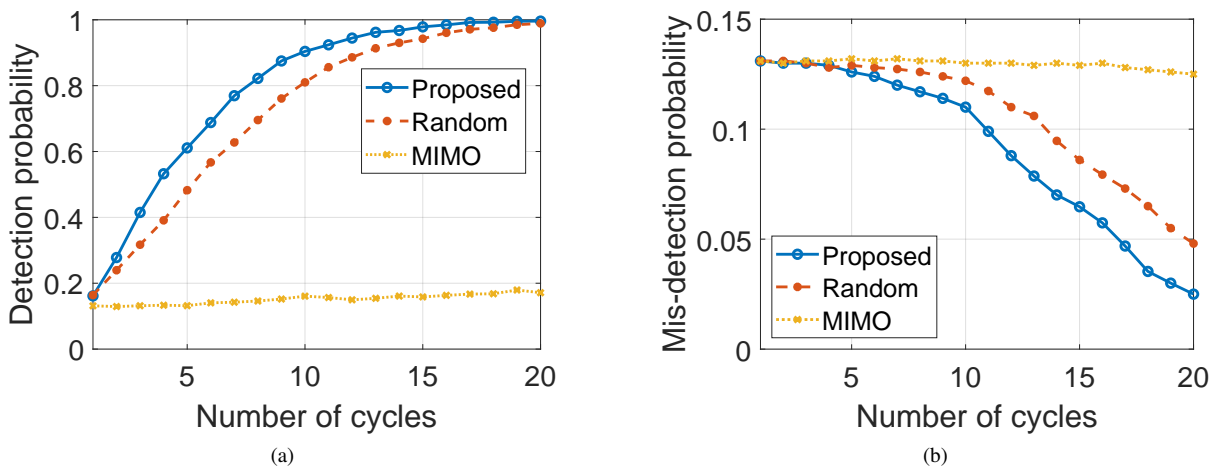 Detection probability
1
0.8
0.6
0.4
0.2
0
Proposed
Random
MIMO
5
10
15
20
Number of cycles
(a)
Mis-detection probability
0.15
0.1
0.05
0
Proposed
Random
MIMO
5
10
15
20
Number of cycles
(b)